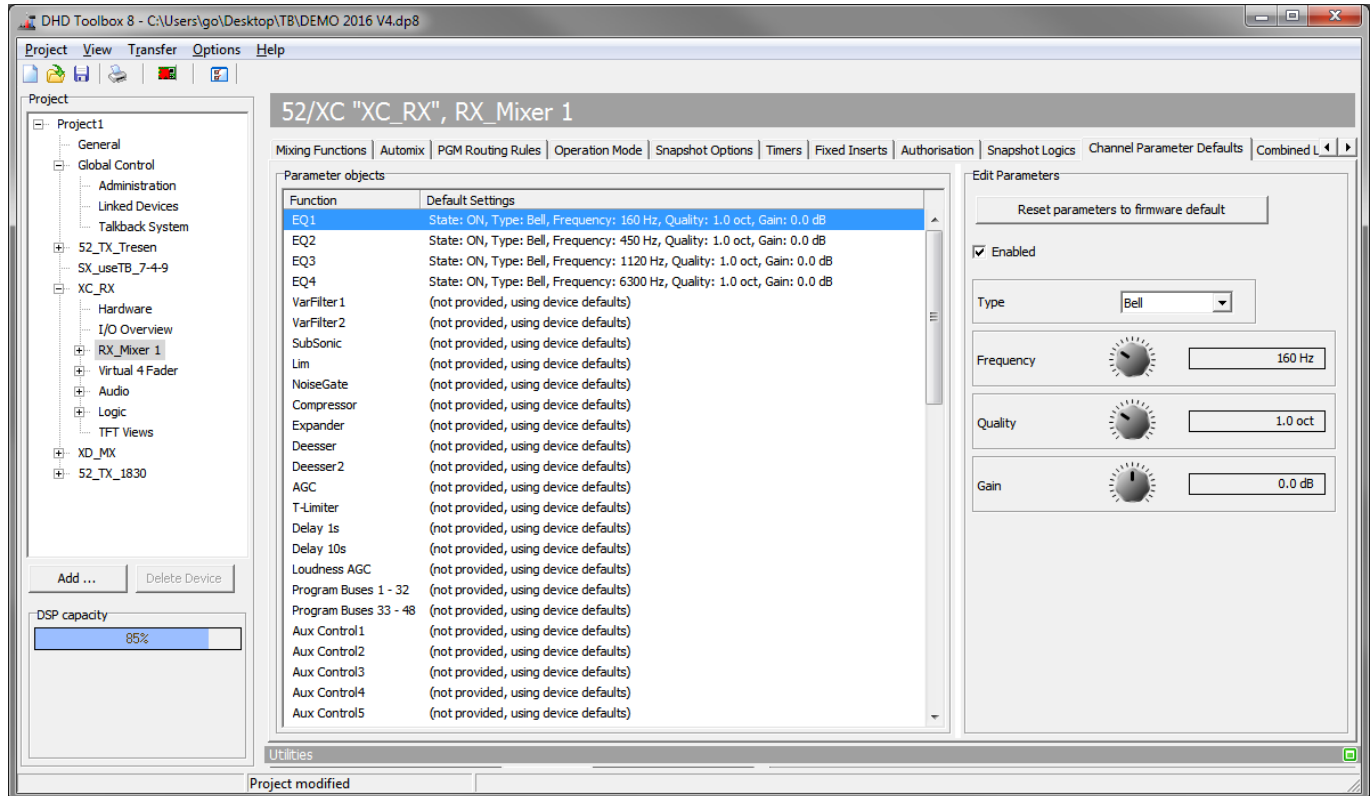 DHD Toolbox 8 - C:\Users\go\Desktop\TB\DEMO 2016 V4.dp8
Project View Transfer Options Help
Project
Project1
General
Global Control
Administration
Linked Devices
Talkback System
52_TX_Tresen
SX_useTB_7-4-9
XC_RX
Hardware
I/O Overview
RX_Mixer 1
Virtual 4 Fader
Audio
Logic
TFT Views
XD_MX
52_TX_1830
Add ... Delete Device
DSP capacity
85%
52/XC "XC_RX", RX_Mixer 1
Mixing Functions Automix PGM Routing Rules Operation Mode Snapshot Options Timers Fixed Inserts Authorisation Snapshot Logics Channel Parameter Defaults Combined L
Parameter objects
Function Default Settings
EQ1 State: ON, Type: Bell, Frequency: 160 Hz, Quality: 1.0 oct, Gain: 0.0 dB
EQ2 State: ON, Type: Bell, Frequency: 450 Hz, Quality: 1.0 oct, Gain: 0.0 dB
EQ3 State: ON, Type: Bell, Frequency: 1120 Hz, Quality: 1.0 oct, Gain: 0.0 dB
EQ4 State: ON, Type: Bell, Frequency: 6300 Hz, Quality: 1.0 oct, Gain: 0.0 dB
VarFilter1 (not provided, using device defaults)
VarFilter2 (not provided, using device defaults)
SubSonic (not provided, using device defaults)
Lim (not provided, using device defaults)
NoiseGate (not provided, using device defaults)
Compressor (not provided, using device defaults)
Expander (not provided, using device defaults)
Deesser (not provided, using device defaults)
Deesser2 (not provided, using device defaults)
AGC (not provided, using device defaults)
T-Limiter (not provided, using device defaults)
Delay 1s (not provided, using device defaults)
Delay 10s (not provided, using device defaults)
Loudness AGC (not provided, using device defaults)
Program Buses 1 - 32 (not provided, using device defaults)
Program Buses 33 - 48 (not provided, using device defaults)
Aux Control1 (not provided, using device defaults)
Aux Control2 (not provided, using device defaults)
Aux Control3 (not provided, using device defaults)
Aux Control4 (not provided, using device defaults)
Aux Control5 (not provided, using device defaults)
Edit Parameters
Reset parameters to firmware default
Enabled
Type Bell
Frequency 160 Hz
Quality 1.0 oct
Gain 0.0 dB
Utilities
Project modified